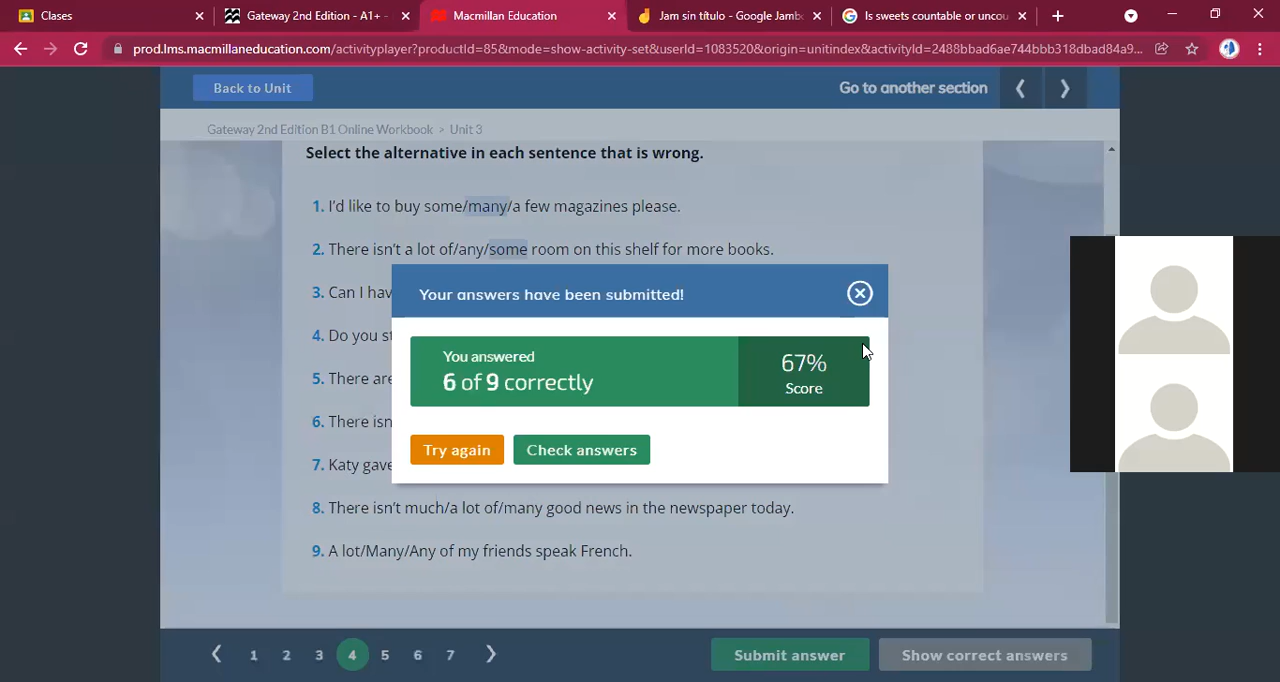 Clases
Gateway 2nd Edition - A1+ -
Macmillan Education
Jam sin título - Google Jamb
Is sweets countable or uncou
prod.lms.macmillaneducation.com/activityplayer?productId=85&mode=show-activity-set&userId=1083520&origin=unitindex&activityId=2488bbad6ae744bbb318dbad84a9...
Back to Unit
Go to another section
Gateway 2nd Edition B1 Online Workbook > Unit 3
Select the alternative in each sentence that is wrong.
1. I'd like to buy some/many/a few magazines please.
2. There isn't a lot of/any/some room on this shelf for more books.
3. Can I hav
4. Do you st
5. There are
6. There isn
7. Katy gave
8. There isn't much/a lot of/many good news in the newspaper today.
9. A lot/Many/Any of my friends speak French.
Your answers have been submitted!
You answered
6 of 9 correctly
67%
Score
Try again
Check answers
1 2 3 4 5 6 7
Submit answer
Show correct answers